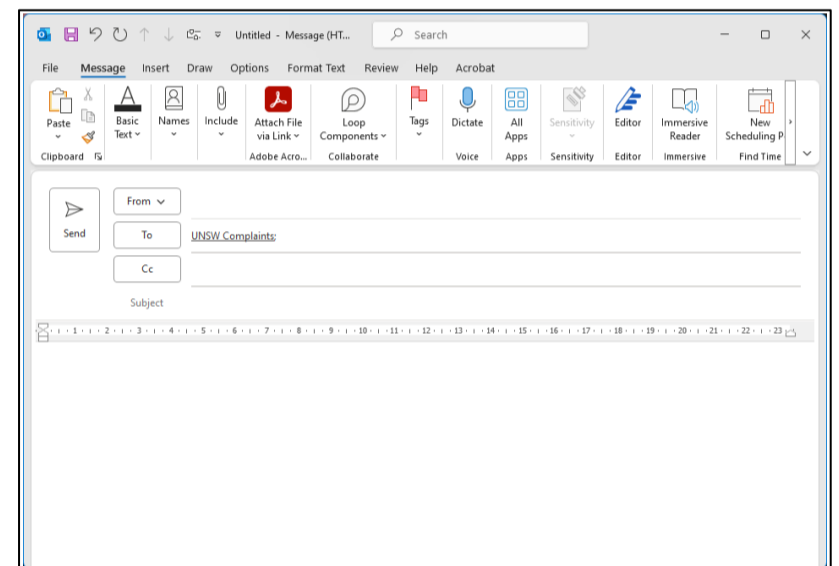 Untitled - Message (HT... Search
File Message Insert Draw Options Format Text Review Help Acrobat
Paste Basic Text Names Include Attach File via Link Loop Components Tags Dictate All Apps Sensitivity Editor Immersive Reader New Scheduling P
Clipboard Adobe Acro... Collaborate Voice Apps Sensitivity Editor Immersive Find Time
From
Send To UNSW Complaints;
Cc
Subject
1 2 3 4 5 6 7 8 9 10 11 12 13 14 15 16 17 18 19 20 21 22 23